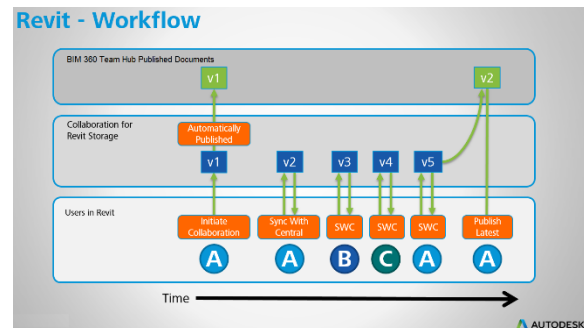 Revit - Workflow
BIM 360 Team Hub Published Documents
v1
v2
Collaboration for
Revit Storage
Automatically
Published
v1
v2
v3
v4
v5
Users in Revit
Initiate
Collaboration
Sync With
Central
SWC
SWC
SWC
Publish
Latest
A
A
B
C
A
A
Time
AUTODESK